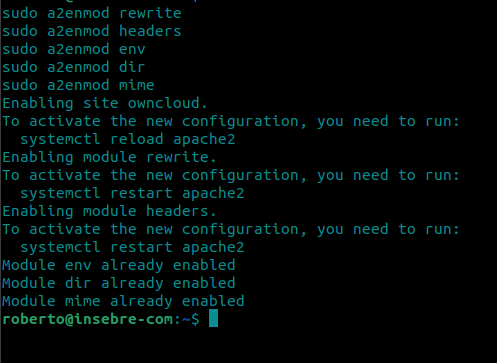 sudo a2enmod rewrite
sudo a2enmod headers
sudo a2enmod env
sudo a2enmod dir
sudo a2enmod mime
Enabling site owncloud.
To activate the new configuration, you need to run:
  systemctl reload apache2
Enabling module rewrite.
To activate the new configuration, you need to run:
  systemctl restart apache2
Enabling module headers.
To activate the new configuration, you need to run:
  systemctl restart apache2
Module env already enabled
Module dir already enabled
Module mime already enabled
roberto@insebre-com:~$